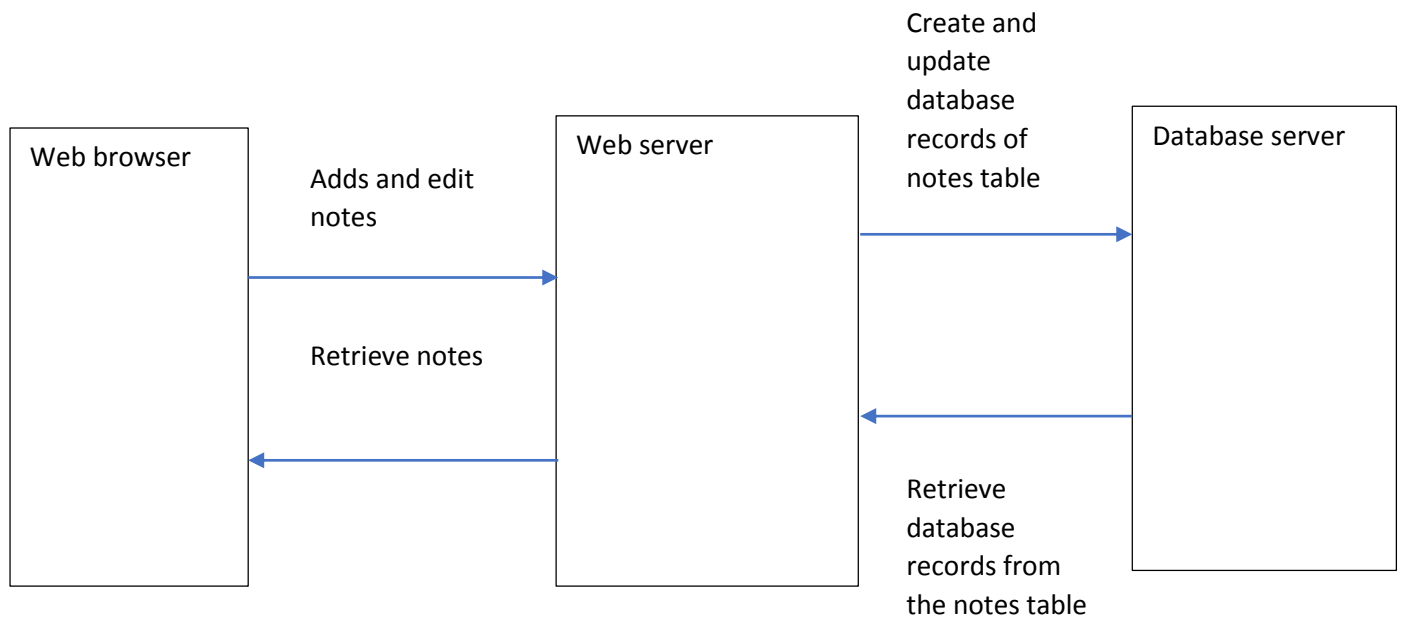 Web browser
Adds and edit
notes
Retrieve notes
Web server
Create and
update
database
records of
notes table
Retrieve
database
records from
the notes table
Database server